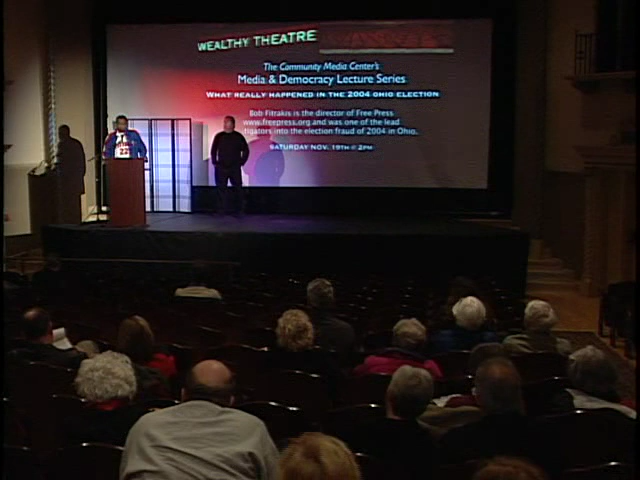 WEALTHY THEATRE
The Community Media Center's
Media & Democracy Lecture Series
WHAT REALLY HAPPENED IN THE 2004 OHIO ELECTION
Bob Fitrakis is the director of Free Press
www.freepress.org and was one of the lead
tigators into the election fraud of 2004 in Ohio.
SATURDAY NOV. 19TH @ 2PM